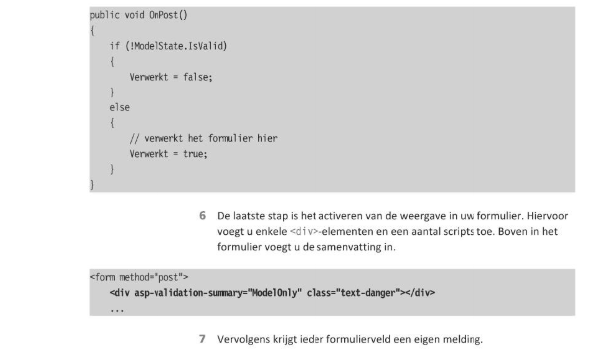 public void OnPost()
{
if (!ModelState.IsValid)
{
Verwerkt = false;
}
else
{
// verwerkt het formulier hier
Verwerkt = true;
}
}
6 De laatste stap is het activeren van de weergave in uw formulier. Hiervoor
voegt u enkele <div>-elementen en een aantal scripts toe. Boven in het
formulier voegt u de samenvatting in.
<form method="post">
<div asp-validation-summary="ModelOnly" class="text-danger"></div>
...
7 Vervolgens krijgt ieder formulierveld een eigen melding.